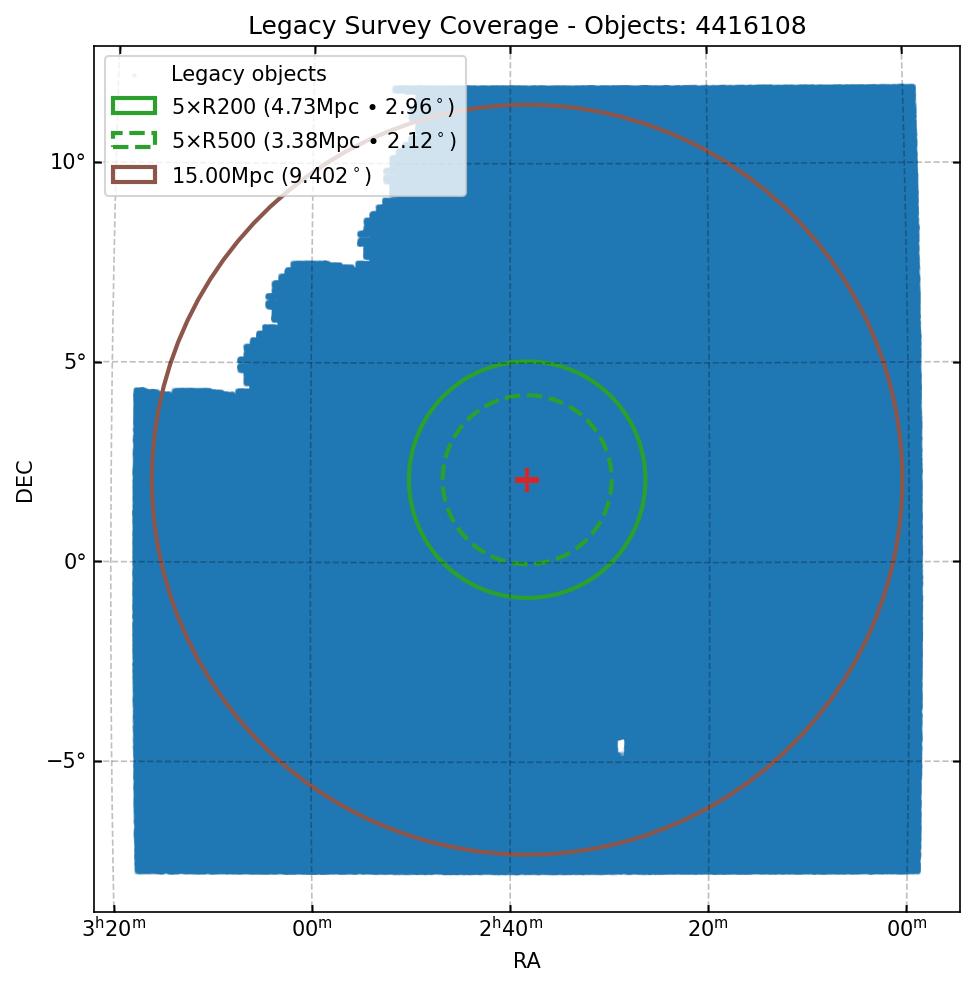 Legacy Survey Coverage - Objects: 4416108
Legacy objects
5×R200 (4.73Mpc • 2.96°)
5×R500 (3.38Mpc • 2.12°)
15.00Mpc (9.402°)
10°
5°
0°
−5°
DEC
3ʰ20ᵐ 00ᵐ 2ʰ40ᵐ 20ᵐ 00ᵐ
RA